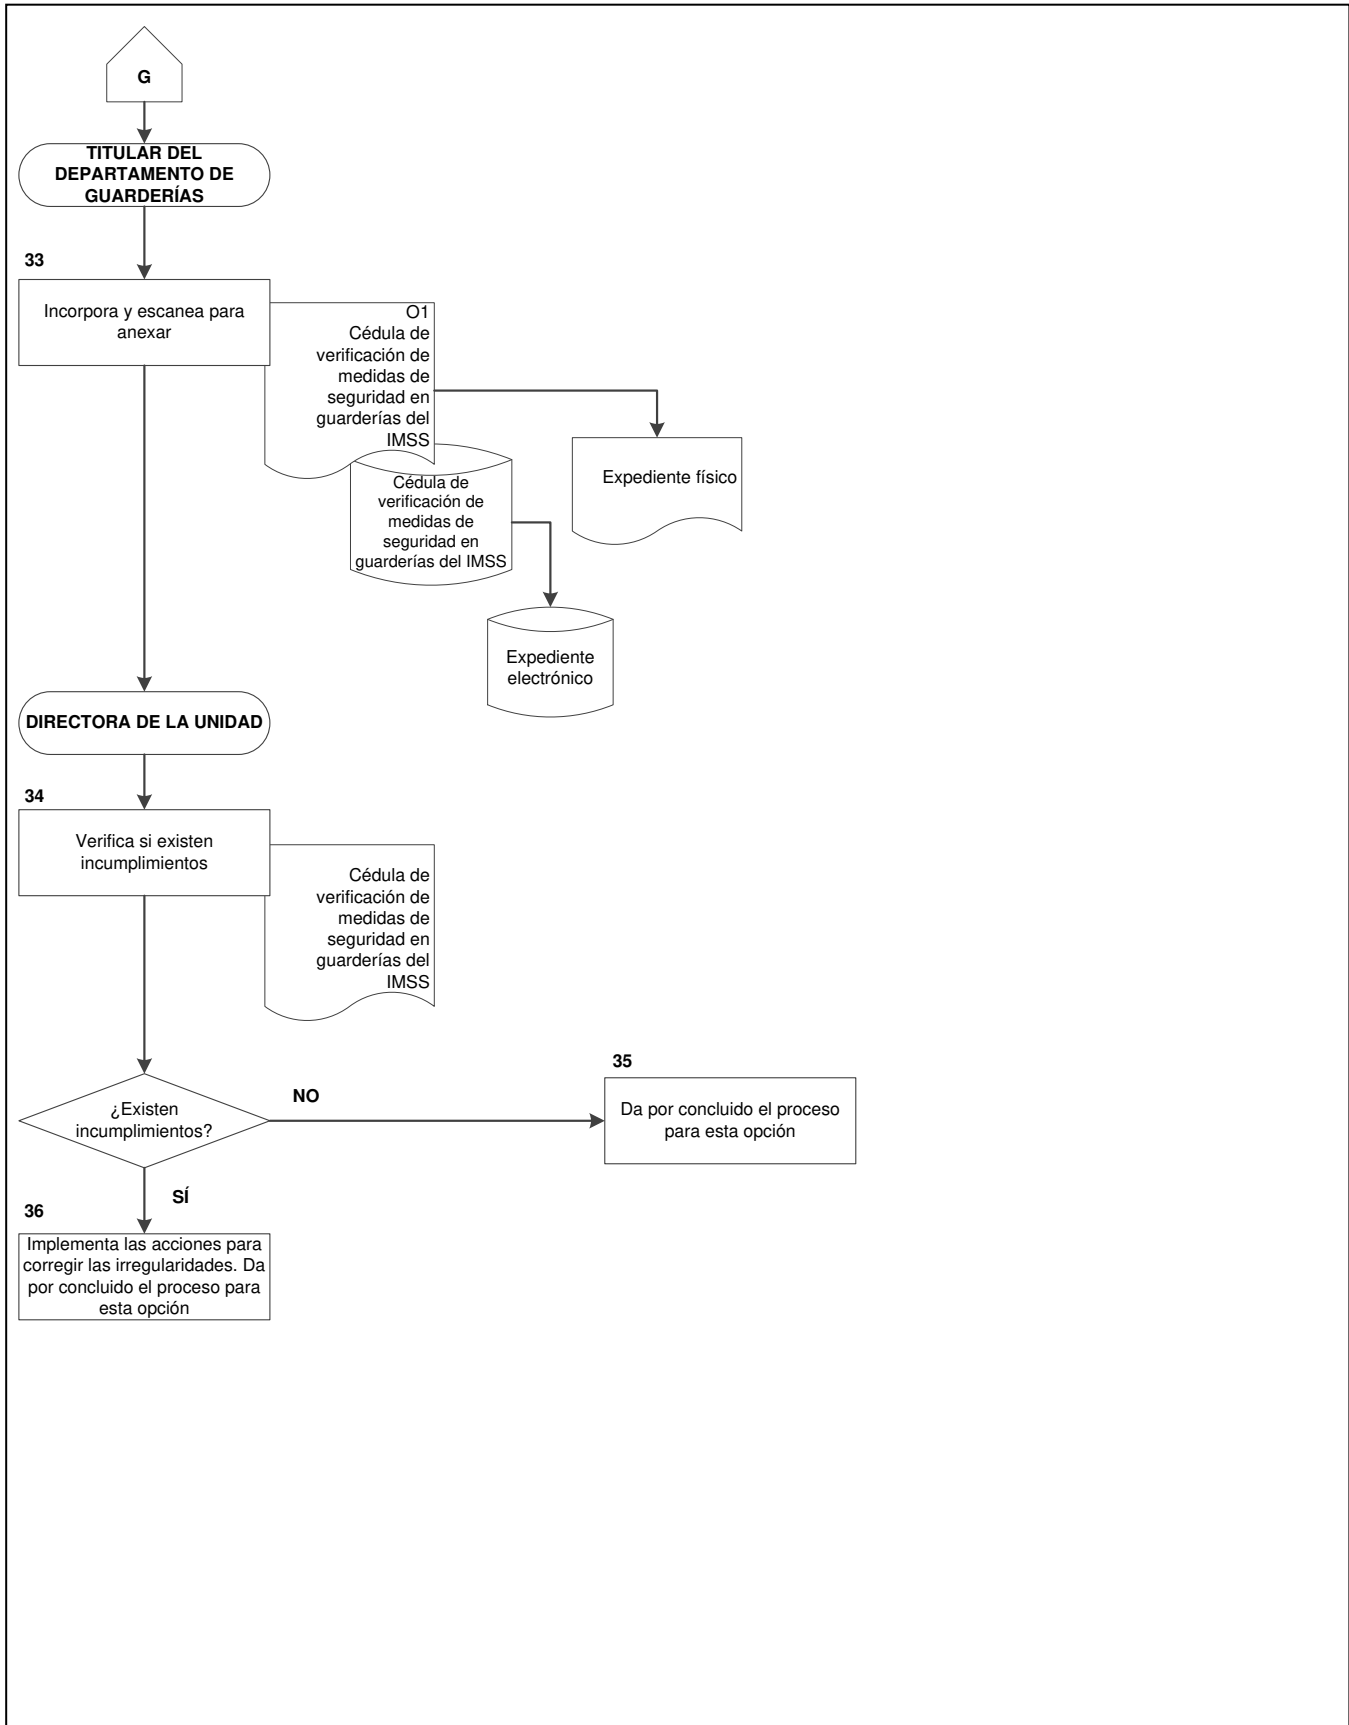 G
TITULAR DEL
DEPARTAMENTO DE
GUARDERÍAS
33
Incorpora y escanea para
anexar
O1
Cédula de
verificación de
medidas de
seguridad en
guarderías del
IMSS
Expediente físico
Cédula de
verificación de
medidas de
seguridad en
guarderías del IMSS
Expediente
electrónico
DIRECTORA DE LA UNIDAD
34
Verifica si existen
incumplimientos
Cédula de
verificación de
medidas de
seguridad en
guarderías del
IMSS
¿Existen
incumplimientos?
NO
35
Da por concluido el proceso
para esta opción
SÍ
36
Implementa las acciones para
corregir las irregularidades. Da
por concluido el proceso para
esta opción